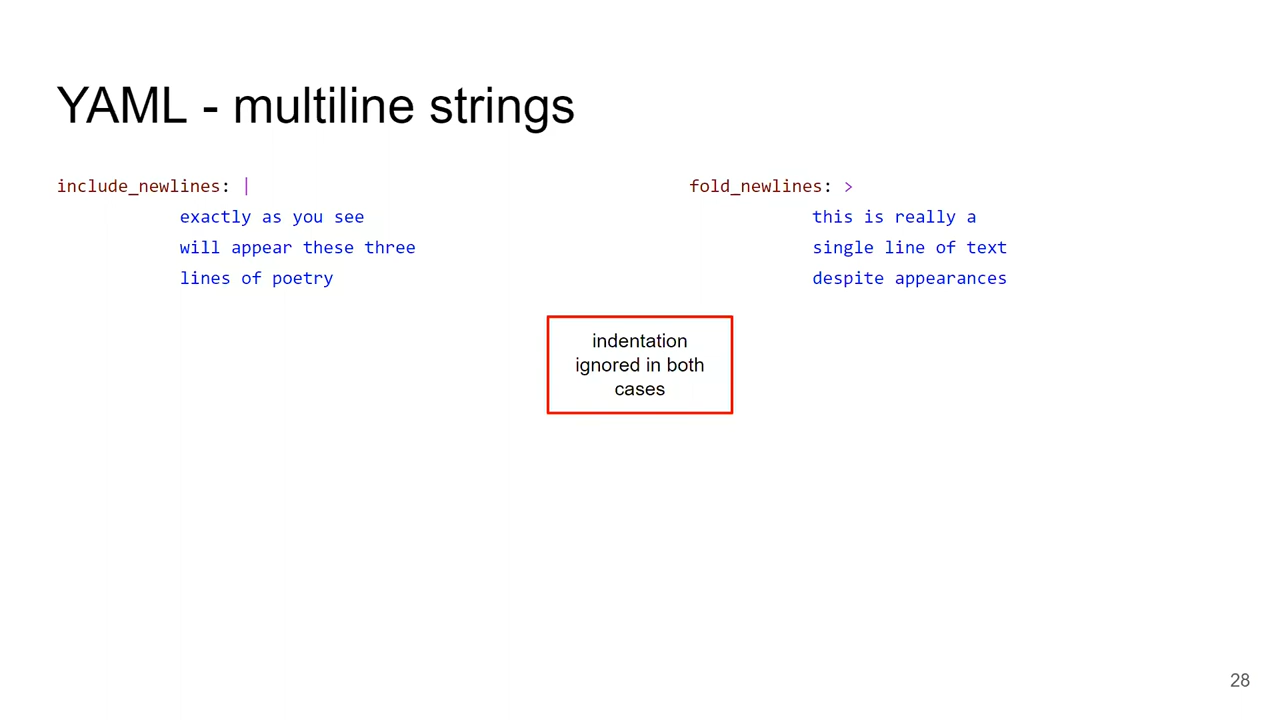 YAML - multiline strings
include_newlines: |
exactly as you see
will appear these three
lines of poetry
fold_newlines: >
this is really a
single line of text
despite appearances
indentation
ignored in both
cases
28